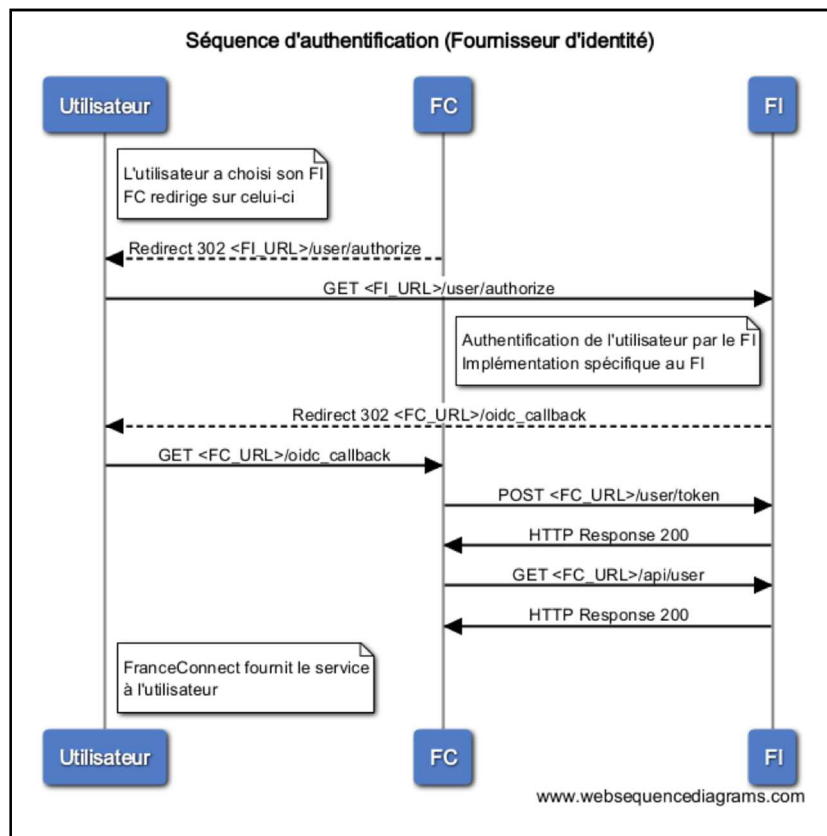 Séquence d'authentification (Fournisseur d'identité)
Utilisateur
FC
FI
L'utilisateur a choisi son FI
FC redirige sur celui-ci
Redirect 302 <FI_URL>/user/authorize
GET <FI_URL>/user/authorize
Authentification de l'utilisateur par le FI
Implémentation spécifique au FI
Redirect 302 <FC_URL>/oidc_callback
GET <FC_URL>/oidc_callback
POST <FC_URL>/user/token
HTTP Response 200
GET <FC_URL>/api/user
HTTP Response 200
FranceConnect fournit le service
à l'utilisateur
Utilisateur
FC
FI
www.websequencediagrams.com